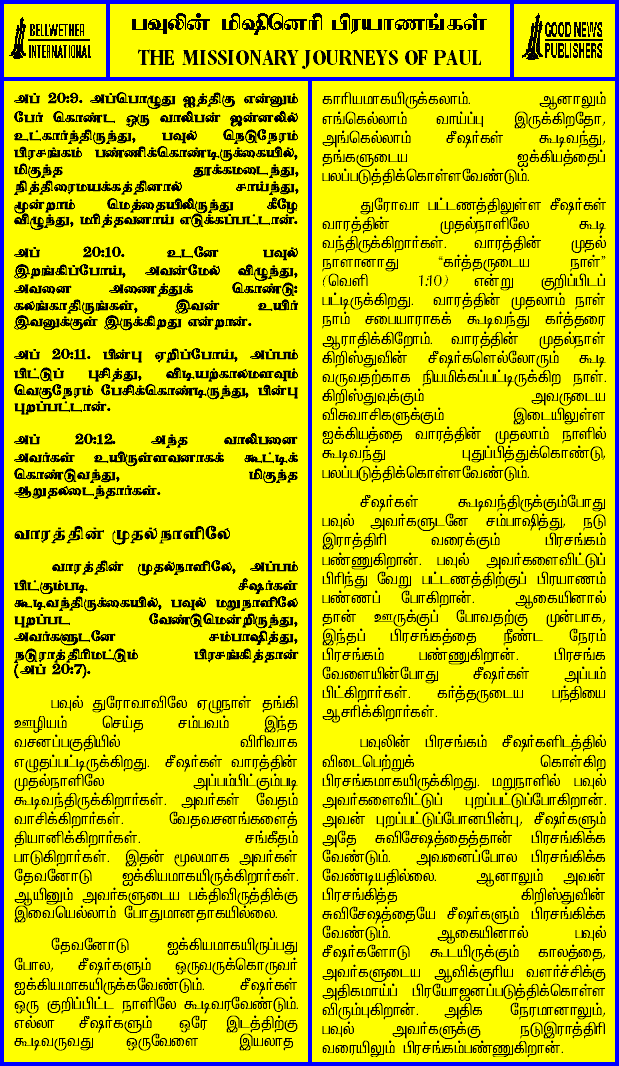 BELLWETHER
INTERNATIONAL
பவுலின் மிஷினெரி பிரயாணங்கள்
THE MISSIONARY JOURNEYS OF PAUL
GOOD NEWS
PUBLISHERS
அப் 20:9. அப்பொழுது ஐத்திகு என்னும்
பேர் கொண்ட ஒரு வாலிபன் ஜன்னலில்
உட்கார்ந்திருந்து, பவுல் நெடுநேரம்
பிரசங்கம் பண்ணிக்கொண்டிருக்கையில்,
மிகுந்த தூக்கமடைந்து,
நித்திரைமயக்கத்தினால் சாய்ந்து,
மூன்றாம் மெத்தையிலிருந்து கீழே
விழுந்து, மரித்தவனாய் எடுக்கப்பட்டான்.
அப் 20:10. உடனே பவுல்
இறங்கிப்போய், அவன்மேல் விழுந்து,
அவனை அணைத்துக் கொண்டு:
கலங்காதிருங்கள், இவன் உயிர்
இவனுக்குள் இருக்கிறது என்றான்.
அப் 20:11. பின்பு ஏறிப்போய், அப்பம்
பிட்டுப் புசித்து, விடியற்காலமளவும்
வெகுநேரம் பேசிக்கொண்டிருந்து, பின்பு
புறப்பட்டான்.
அப் 20:12. அந்த வாலிபனை
அவர்கள் உயிருள்ளவனாகக் கூட்டிக்
கொண்டுவந்து, மிகுந்த
ஆறுதலடைந்தார்கள்.
வாரத்தின் முதல்நாளிலே
வாரத்தின் முதல்நாளிலே, அப்பம்
பிட்கும்படி சீஷர்கள்
கூடிவந்திருக்கையில், பவுல் மறுநாளிலே
புறப்பட வேண்டுமென்றிருந்து,
அவர்களுடனே சம்பாஷித்து,
நடுராத்திரிமட்டும் பிரசங்கித்தான்
(அப் 20:7).
பவுல் துரோவாவிலே ஏழுநாள் தங்கி
ஊழியம் செய்த சம்பவம் இந்த
வசனப்பகுதியில் விரிவாக
எழுதப்பட்டிருக்கிறது. சீஷர்கள் வாரத்தின்
முதல்நாளிலே அப்பம்பிட்கும்படி
கூடிவந்திருக்கிறார்கள். அவர்கள் வேதம்
வாசிக்கிறார்கள். வேதவசனங்களைத்
தியானிக்கிறார்கள். சங்கீதம்
பாடுகிறார்கள். இதன் மூலமாக அவர்கள்
தேவனோடு ஐக்கியமாகயிருக்கிறார்கள்.
ஆயினும் அவர்களுடைய பக்திவிருத்திக்கு
இவையெல்லாம் போதுமானதாகயில்லை.
தேவனோடு ஐக்கியமாகயிருப்பது
போல, சீஷர்களும் ஒருவருக்கொருவர்
ஐக்கியமாகயிருக்கவேண்டும். சீஷர்கள்
ஒரு குறிப்பிட்ட நாளிலே கூடிவரவேண்டும்.
எல்லா சீஷர்களும் ஒரே இடத்திற்கு
கூடிவருவது ஒருவேளை இயலாத
காரியமாகயிருக்கலாம். ஆனாலும்
எங்கெல்லாம் வாய்ப்பு இருக்கிறதோ,
அங்கெல்லாம் சீஷர்கள் கூடிவந்து,
தங்களுடைய ஐக்கியத்தைப்
பலப்படுத்திக்கொள்ளவேண்டும்.
துரோவா பட்டணத்திலுள்ள சீஷர்கள்
வாரத்தின் முதல்நாளிலே கூடி
வந்திருக்கிறார்கள். வாரத்தின் முதல்
நாளானாது “கர்த்தருடைய நாள்”
(வெளி 1:10) என்று குறிப்பிடப்
பட்டிருக்கிறது. வாரத்தின் முதலாம் நாள்
நாம் சபையாராகக் கூடிவந்து கர்த்தரை
ஆராதிக்கிறோம். வாரத்தின் முதல்நாள்
கிறிஸ்துவின் சீஷர்களெல்லோரும் கூடி
வருவதற்காக நியமிக்கப்பட்டிருக்கிற நாள்.
கிறிஸ்துவுக்கும் அவருடைய
விசுவாசிகளுக்கும் இடையிலுள்ள
ஐக்கியத்தை வாரத்தின் முதலாம் நாளில்
கூடிவந்து புதுப்பித்துக்கொண்டு,
பலப்படுத்திக்கொள்ளவேண்டும்.
சீஷர்கள் கூடிவந்திருக்கும்போது
பவுல் அவர்களுடனே சம்பாஷித்து, நடு
இராத்திரி வரைக்கும் பிரசங்கம்
பண்ணுகிறான். பவுல் அவர்களைவிட்டுப்
பிரிந்து வேறு பட்டணத்திற்குப் பிரயாணம்
பண்ணப் போகிறான். ஆகையினால்
தான் ஊருக்குப் போவதற்கு முன்பாக,
இந்தப் பிரசங்கத்தை நீண்ட நேரம்
பிரசங்கம் பண்ணுகிறான். பிரசங்க
வேளையின்போது சீஷர்கள் அப்பம்
பிட்கிறார்கள். கர்த்தருடைய பந்தியை
ஆசரிக்கிறார்கள்.
பவுலின் பிரசங்கம் சீஷர்களிடத்தில்
விடைபெற்றுக் கொள்கிற
பிரசங்கமாகயிருக்கிறது. மறுநாளில் பவுல்
அவர்களைவிட்டுப் புறப்பட்டுப்போகிறான்.
அவன் புறப்பட்டுப்போனபின்பு, சீஷர்களும்
அதே சுவிசேஷத்தைத்தான் பிரசங்கிக்க
வேண்டும். அவனைப்போல பிரசங்கிக்க
வேண்டியதில்லை. ஆனாலும் அவன்
பிரசங்கித்த கிறிஸ்துவின்
சுவிசேஷத்தையே சீஷர்களும் பிரசங்கிக்க
வேண்டும். ஆகையினால் பவுல்
சீஷர்களோடு கூடயிருக்கும் காலத்தை,
அவர்களுடைய ஆவிக்குரிய வளர்ச்சிக்கு
அதிகமாய்ப் பிரயோஜனப்படுத்திக்கொள்ள
விரும்புகிறான். அதிக நேரமானாலும்,
பவுல் அவர்களுக்கு நடுஇராத்திரி
வரையிலும் பிரசங்கம்பண்ணுகிறான்.